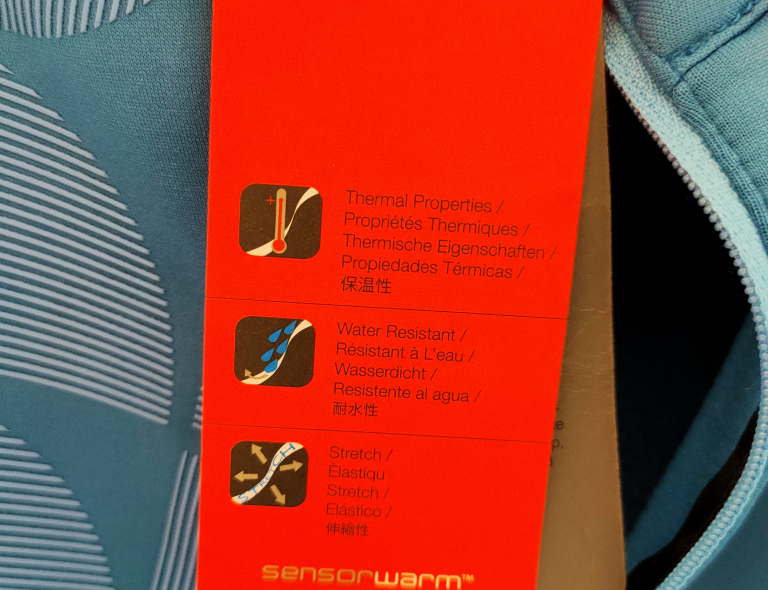 Thermal Properties /
Propriétés Thermiques /
Thermische Eigenschaften /
Propiedades Térmicas /
保温性
Water Resistant /
Résistant à L'eau /
Wasserdicht /
Resistente al agua /
耐水性
STRETCH
Stretch /
Élastiqu
Stretch /
Elástico /
伸縮性
sensorwarm™